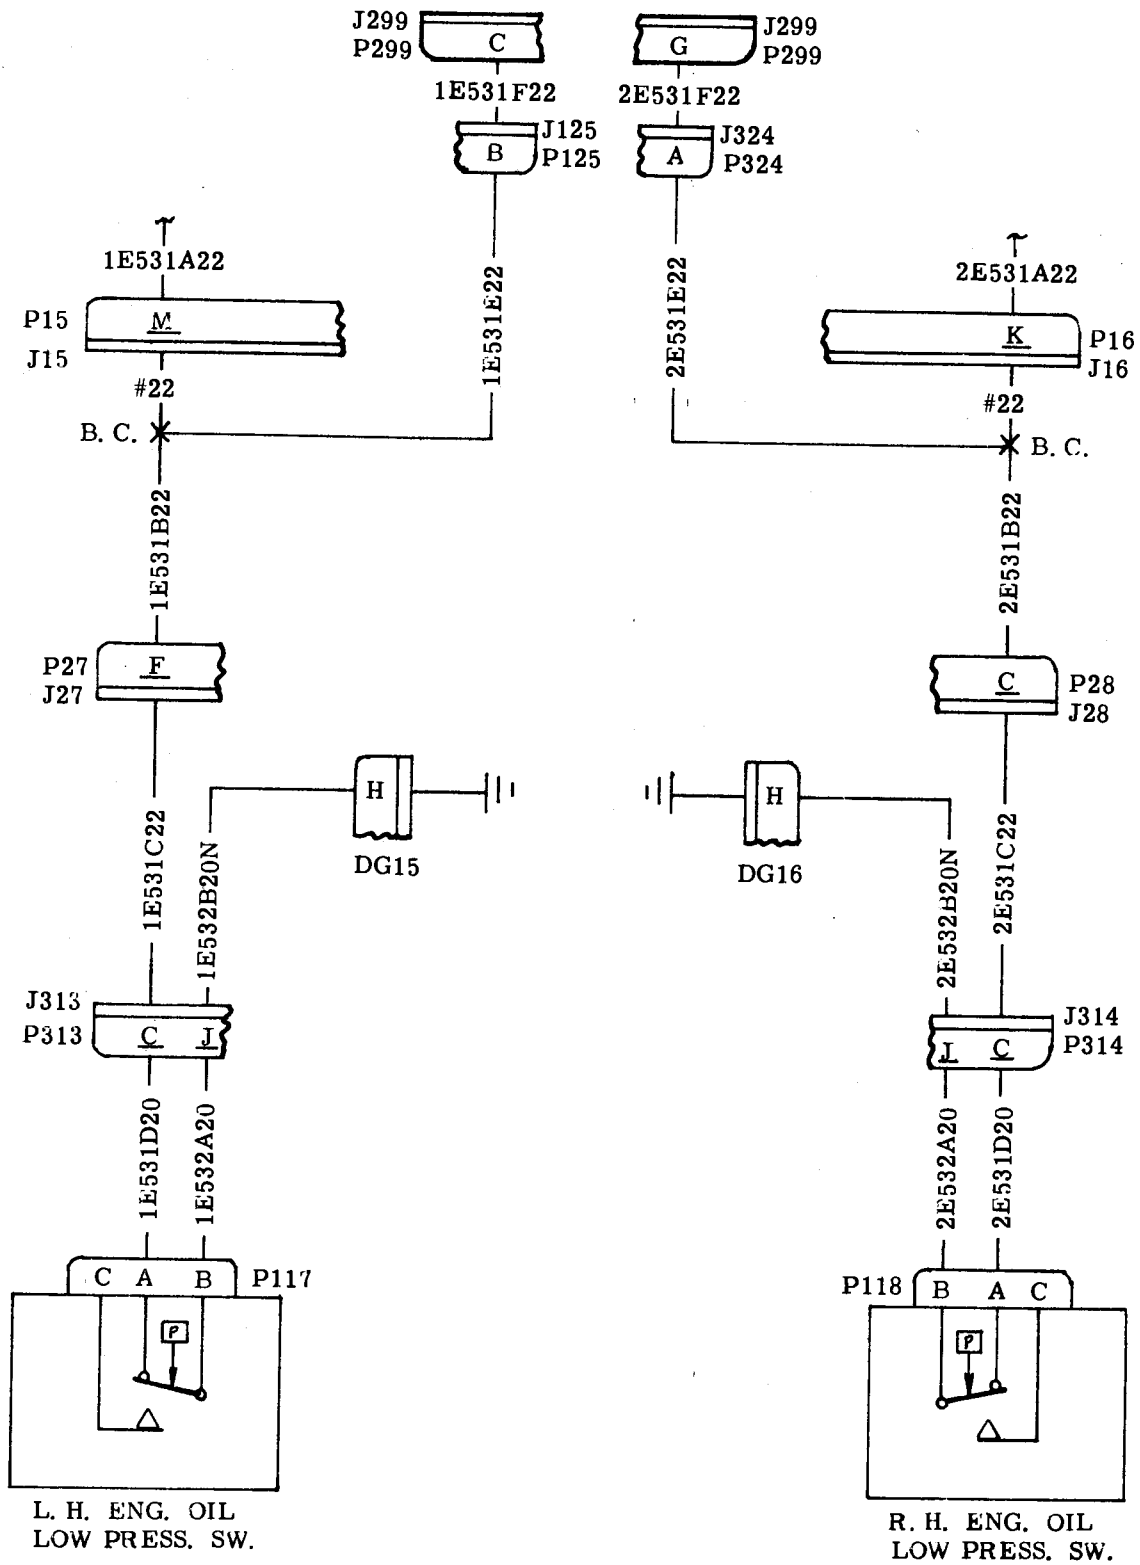 J299
P299
C
G
J299
P299
1E531F22
2E531F22
J125
P125
B
A
J324
P324
1E531A22
2E531A22
1E531E22
2E531E22
P15
J15
M
K
P16
J16
#22
#22
B. C.
B. C.
1E531B22
2E531B22
P27
J27
F
C
P28
J28
H
DG15
H
DG16
1E531C22
1E532B20N
2E532B20N
2E531C22
J313
P313
C
J
J
C
J314
P314
1E531D20
1E532A20
2E532A20
2E531D20
C A B
P117
P118
B A C
P
P
L. H. ENG. OIL
LOW PRESS. SW.
R. H. ENG. OIL
LOW PRESS. SW.